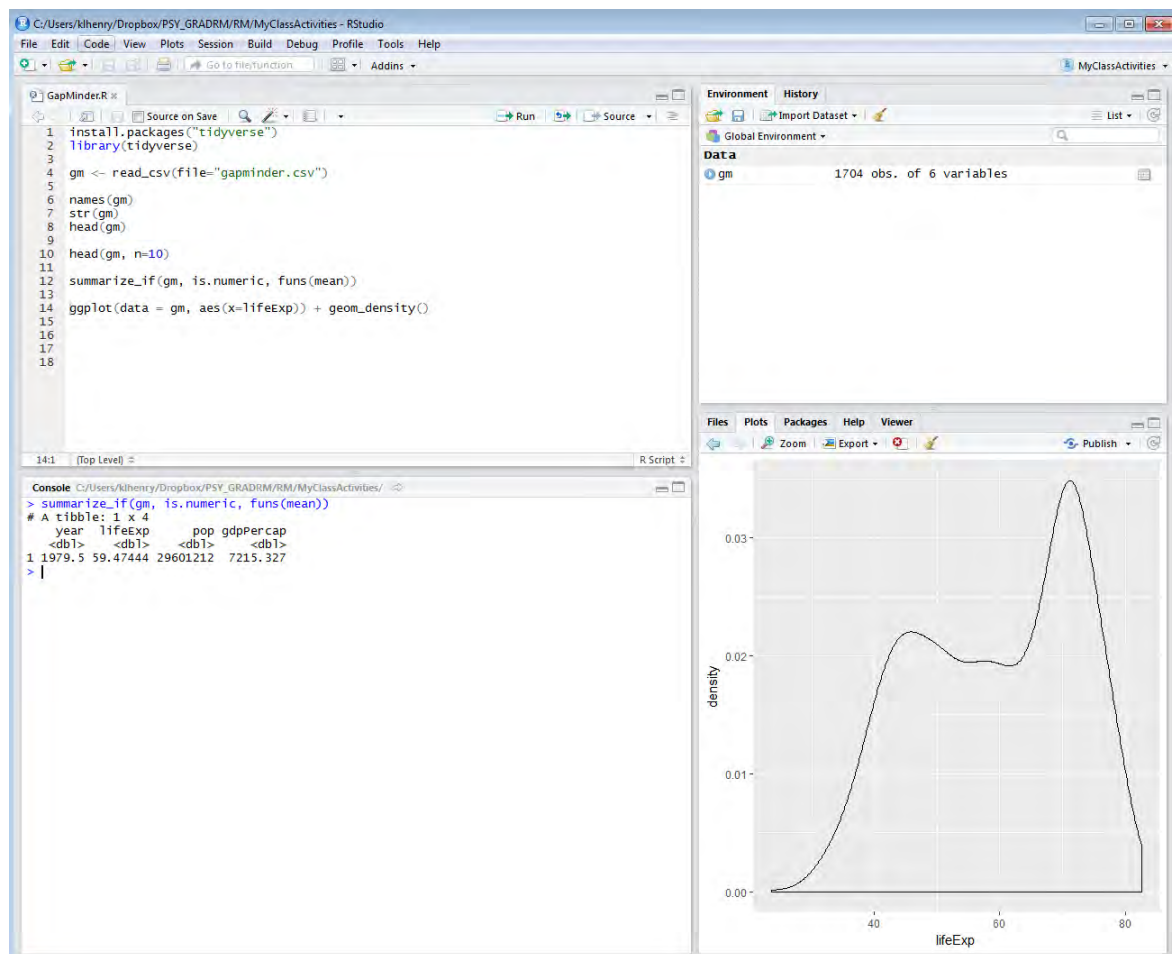 C:/Users/klhenry/Dropbox/PSY_GRADRM/RM/MyClassActivities - RStudio
File Edit Code View Plots Session Build Debug Profile Tools Help
Go to file/function Addins MyClassActivities
GapMinder.R
Source on Save Run Source
1 install.packages("tidyverse")
2 library(tidyverse)
3
4 gm <- read_csv(file="gapminder.csv")
5
6 names(gm)
7 str(gm)
8 head(gm)
9
10 head(gm, n=10)
11
12 summarize_if(gm, is.numeric, funs(mean))
13
14 ggplot(data = gm, aes(x=lifeExp)) + geom_density()
15
16
17
18
14:1 (Top Level) R Script
Console C:/Users/klhenry/Dropbox/PSY_GRADRM/RM/MyClassActivities/
> summarize_if(gm, is.numeric, funs(mean))
# A tibble: 1 x 4
year lifeExp pop gdpPercap
<dbl> <dbl> <dbl> <dbl>
1 1979.5 59.47444 29601212 7215.327
>
Environment History
Import Dataset List
Global Environment
Data
gm 1704 obs. of 6 variables
Files Plots Packages Help Viewer
Zoom Export Publish
0.03
0.02
0.01
0.00
density
40 60 80
lifeExp